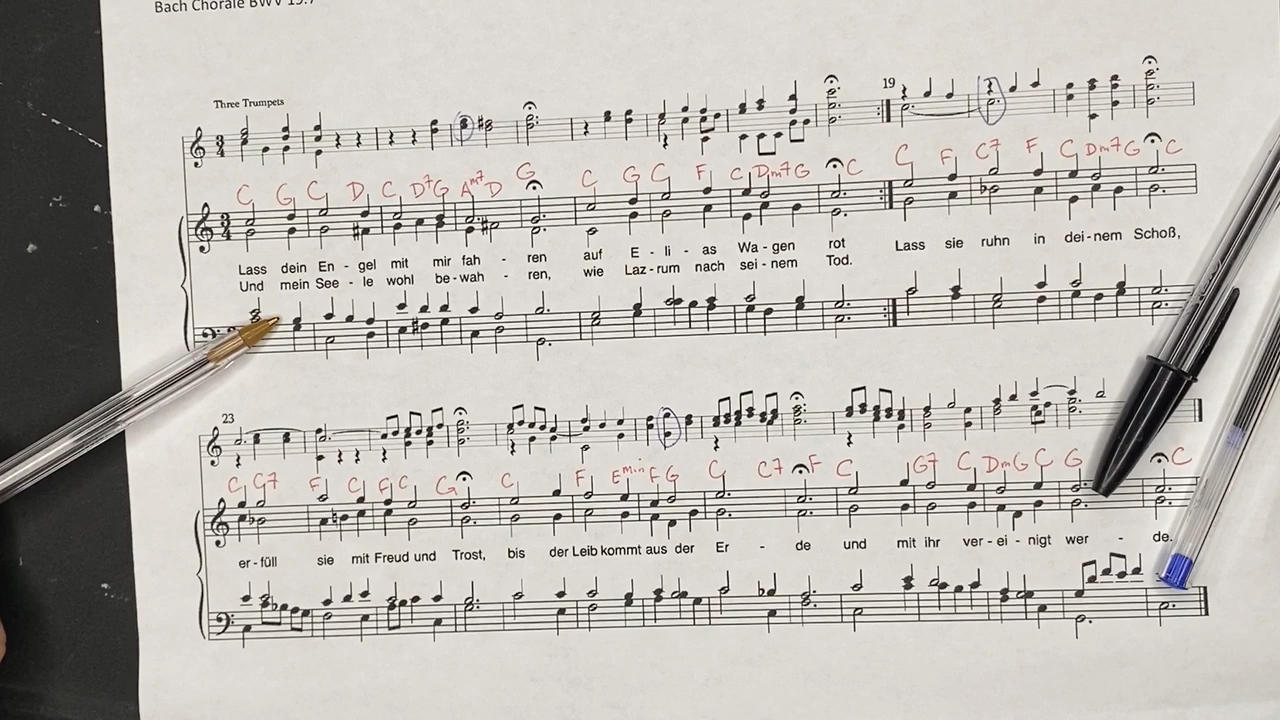 Bach Chorale BWV 19.7
Three Trumpets
19
C G C D C D7 G Am7 D G C G C F C Dm7 G C C F C7 F C Dm7 G C
3 4
3 4
Lass dein En - gel mit mir fah - ren auf E - li - as Wa - gen rot Lass sie ruhn in dei - nem Schoß,
Und mein See - le wohl be - wah - ren, wie Laz - rum nach sei - nem Tod.
23
C C7 F C F C G C F Emin F G C C7 F C G7 C Dm G C G C
er - füll sie mit Freud und Trost, bis der Leib kommt aus der Er - de und mit ihr ver - ei - nigt wer - de.